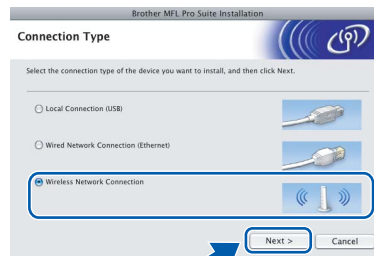 Brother MFL Pro Suite Installation
Connection Type
Select the connection type of the device you want to install, and then click Next.
Local Connection (USB)
Wired Network Connection (Ethernet)
Wireless Network Connection
Next >
Cancel